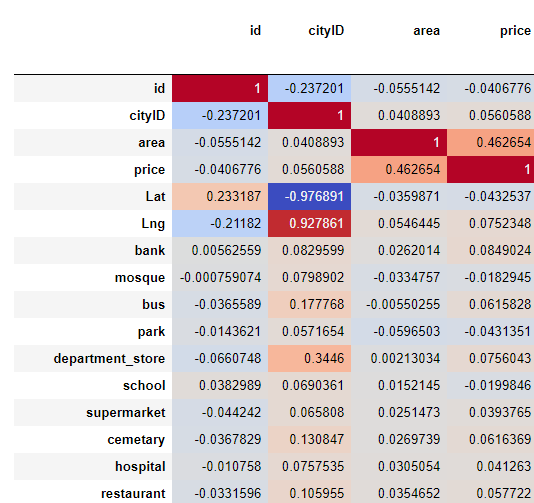 id cityID area price
id 1 -0.237201 -0.0555142 -0.0406776
cityID -0.237201 1 0.0408893 0.0560588
area -0.0555142 0.0408893 1 0.462654
price -0.0406776 0.0560588 0.462654 1
Lat 0.233187 -0.976891 -0.0359871 -0.0432537
Lng -0.21182 0.927861 0.0546445 0.0752348
bank 0.00562559 0.0829599 0.0262014 0.0849024
mosque -0.000759074 0.0798902 -0.0334757 -0.0182945
bus -0.0365589 0.177768 -0.00550255 0.0615828
park -0.0143621 0.0571654 -0.0596503 -0.0431351
department_store -0.0660748 0.3446 0.00213034 0.0756043
school 0.0382989 0.0690361 0.0152145 -0.0199846
supermarket -0.044242 0.065808 0.0251473 0.0393765
cemetary -0.0367829 0.130847 0.0269739 0.0616369
hospital -0.010758 0.0757535 0.0305054 0.041263
restaurant -0.0331596 0.105955 0.0354652 0.057722